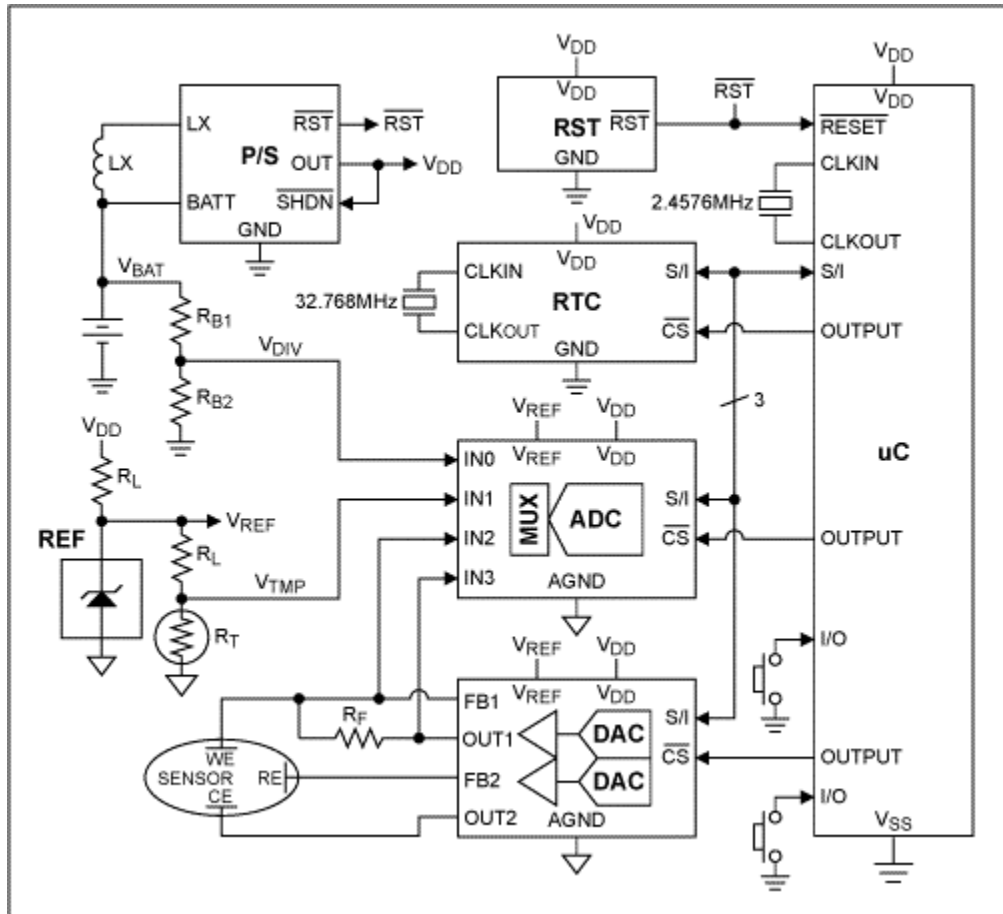 LX
RST
RST
P/S
OUT
VDD
LX
BATT
SHDN
GND
VBAT
RB1
VDIV
RB2
VDD
RL
REF
VREF
RL
VTMP
RT
VDD
VDD
RST
RST
GND
RST
VDD
VDD
RESET
CLKIN
2.4576MHz
CLKOUT
VDD
VDD
CLKIN
S/I
S/I
32.768MHz
RTC
CLKOUT
CS
OUTPUT
GND
3
uC
VREF
VDD
VREF
VDD
IN0
IN1
S/I
MUX
ADC
IN2
CS
OUTPUT
IN3
AGND
I/O
VREF
VDD
VREF
VDD
FB1
S/I
RF
OUT1
DAC
WE
SENSOR
RE
CE
FB2
DAC
CS
OUTPUT
OUT2
AGND
I/O
VSS